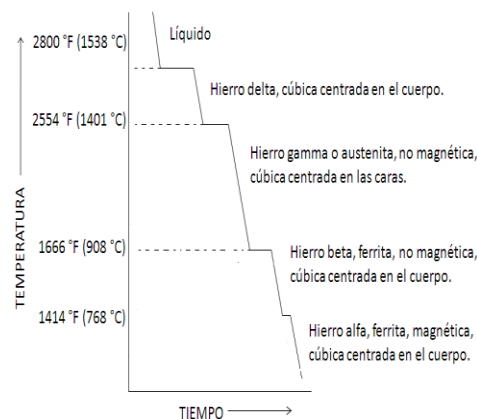 Líquido
2800 °F (1538 °C)
Hierro delta, cúbica centrada en el cuerpo.
2554 °F (1401 °C)
Hierro gamma o austenita, no magnética,
cúbica centrada en las caras.
TEMPERATURA
1666 °F (908 °C)
Hierro beta, ferrita, no magnética,
cúbica centrada en el cuerpo.
1414 °F (768 °C)
Hierro alfa, ferrita, magnética,
cúbica centrada en el cuerpo.
TIEMPO